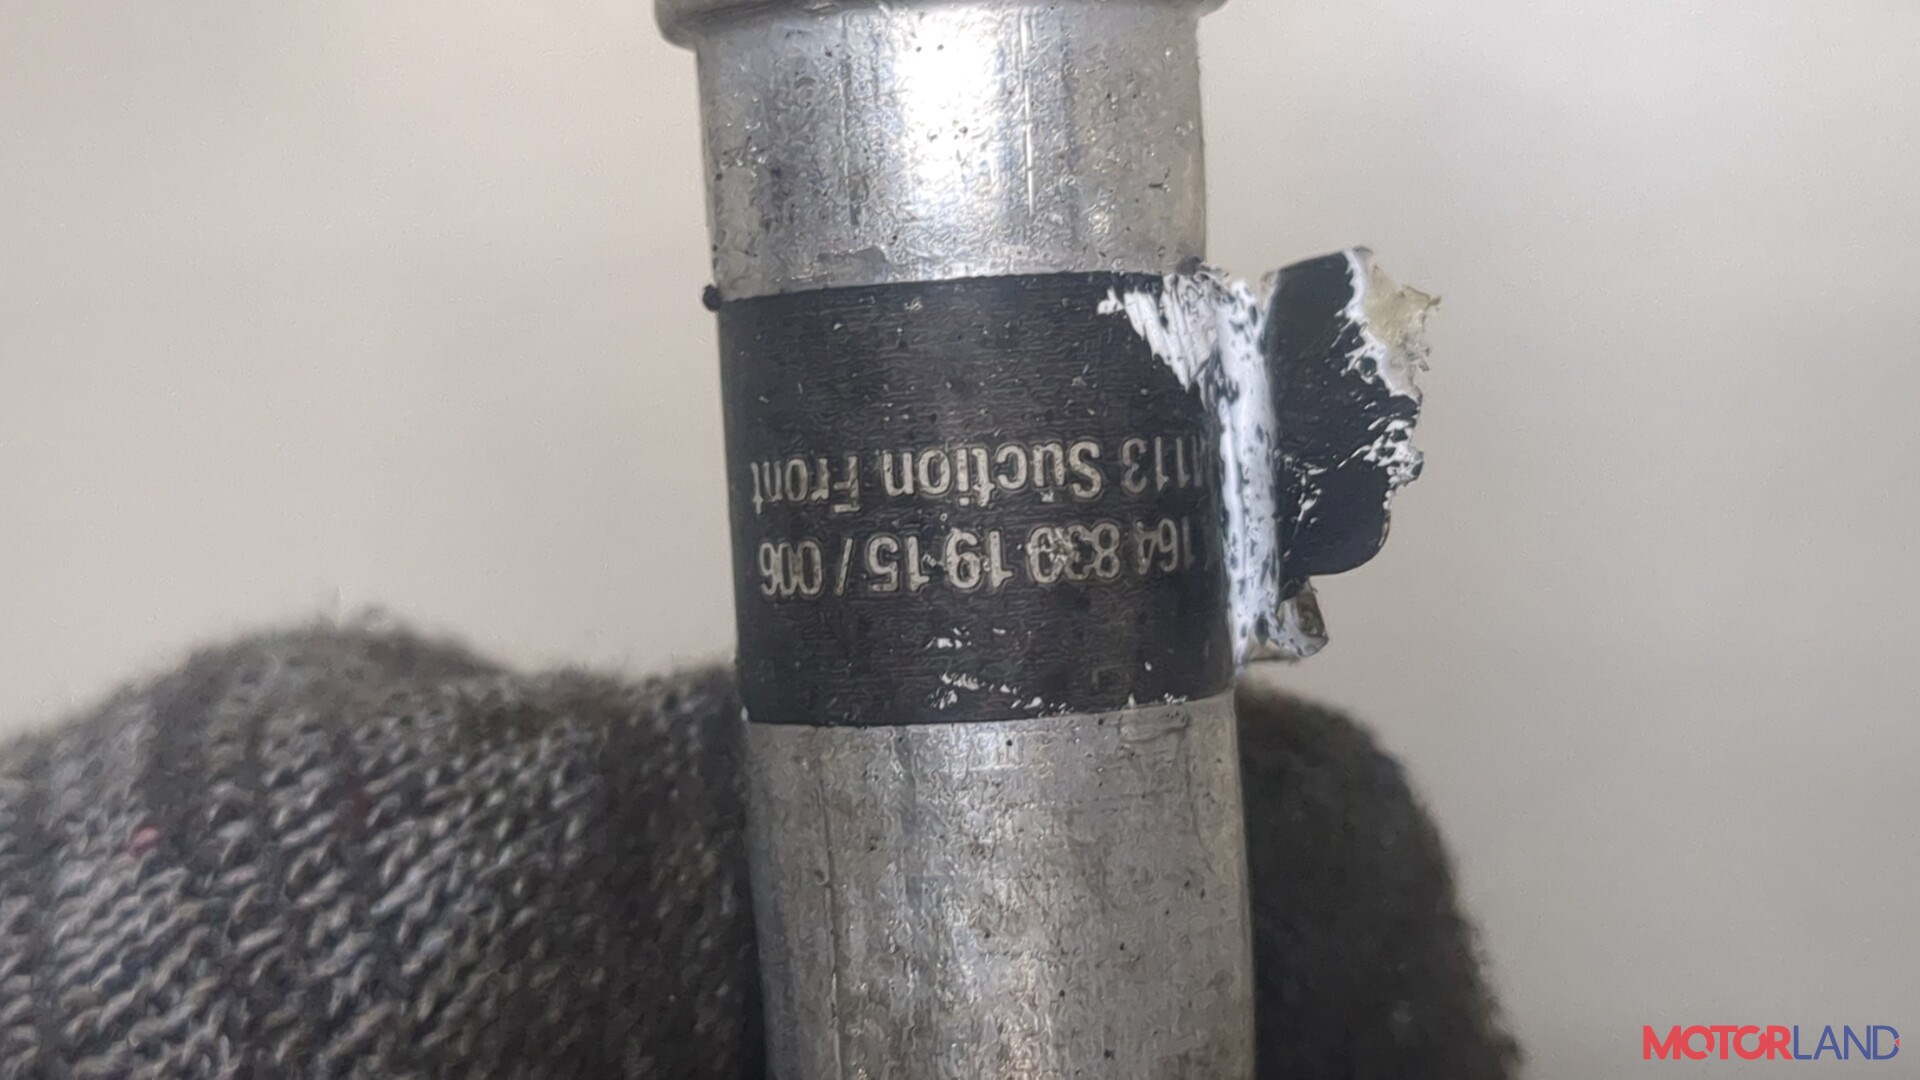 164 830 19 15 / 006
M113 Suction Front
MOTORLAND